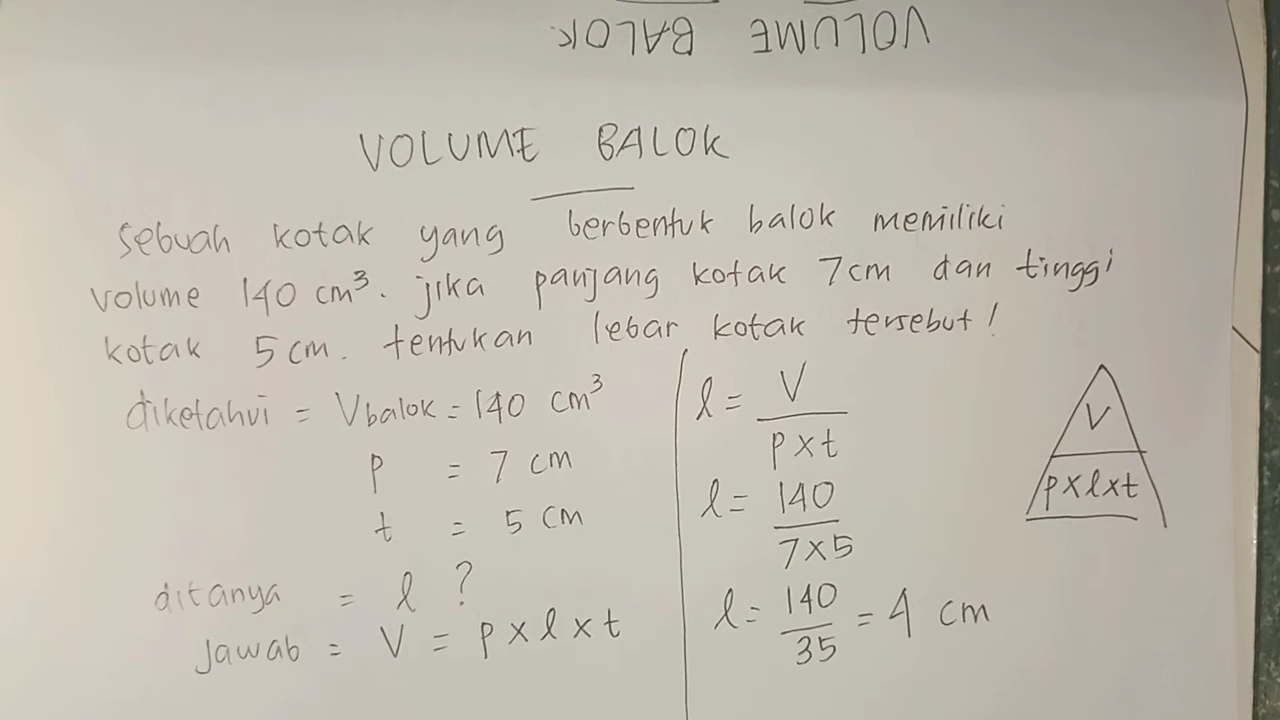 VOLUME BALOK
VOLUME BALOK
Sebuah kotak yang berbentuk balok memiliki
volume 140 cm³. jika panjang kotak 7cm dan tinggi
kotak 5 cm. tentukan lebar kotak tersebut!
diketahui = Vbalok = 140 cm³
p = 7 cm
t = 5 cm
ditanya = l ?
Jawab = V = p x l x t
l = V
p x t
l = 140
7 x 5
l = 140 = 4 cm
35
V
p x l x t